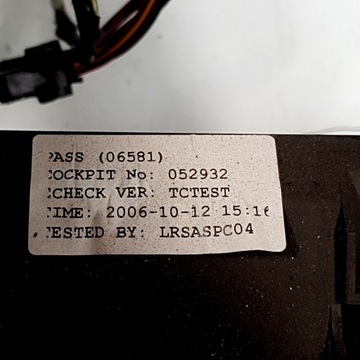 PASS (06581)
COCKPIT No: 052932
CHECK VER: TCTEST
TIME: 2006-10-12 15:16
TESTED BY: LRSASPC04